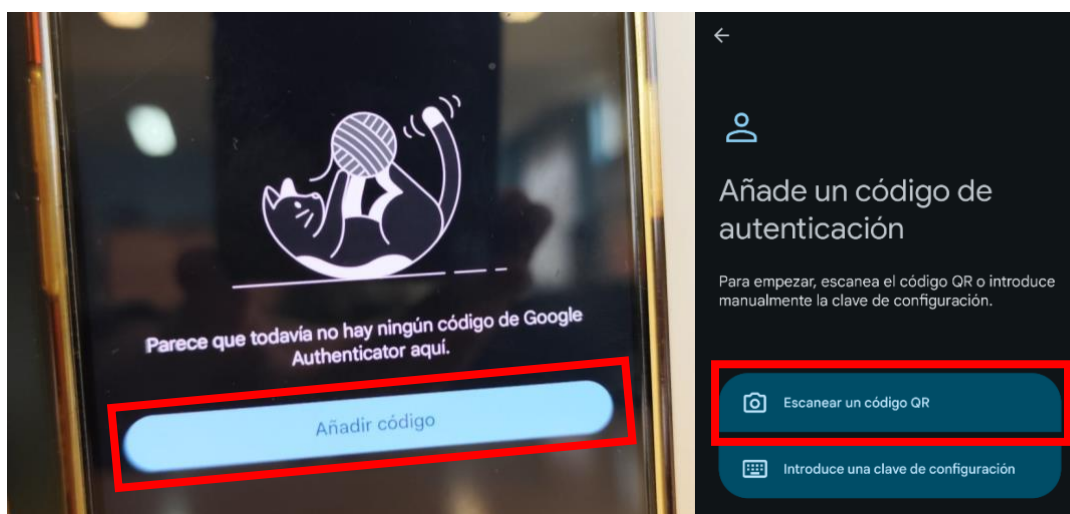 Parece que todavía no hay ningún código de Google
Authenticator aquí.
Añadir código
Añade un código de
autenticación
Para empezar, escanea el código QR o introduce
manualmente la clave de configuración.
Escanear un código QR
Introduce una clave de configuración